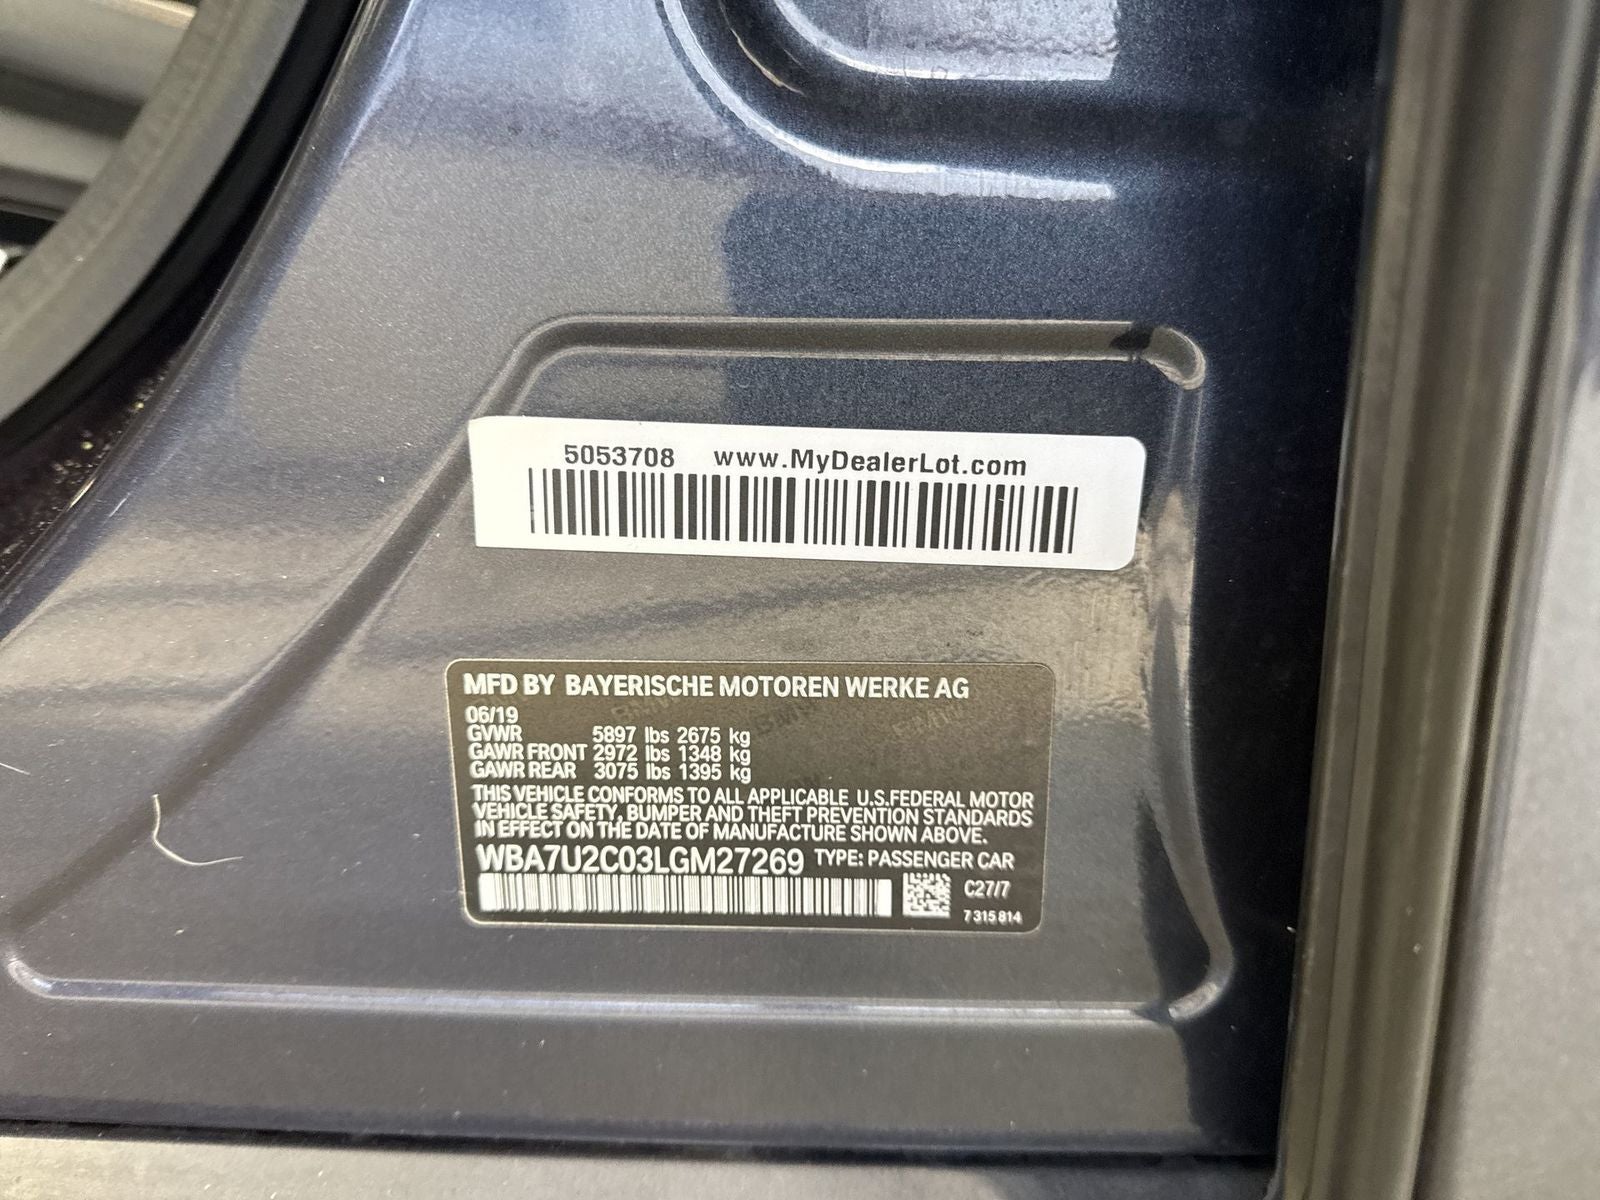 5053708 www.MyDealerLot.com
MFD BY BAYERISCHE MOTOREN WERKE AG
06/19
GVWR 5897 lbs 2675 kg
GAWR FRONT 2972 lbs 1348 kg
GAWR REAR 3075 lbs 1395 kg
THIS VEHICLE CONFORMS TO ALL APPLICABLE U.S.FEDERAL MOTOR
VEHICLE SAFETY, BUMPER AND THEFT PREVENTION STANDARDS
IN EFFECT ON THE DATE OF MANUFACTURE SHOWN ABOVE.
WBA7U2C03LGM27269 TYPE: PASSENGER CAR
C27/7
7 315 814